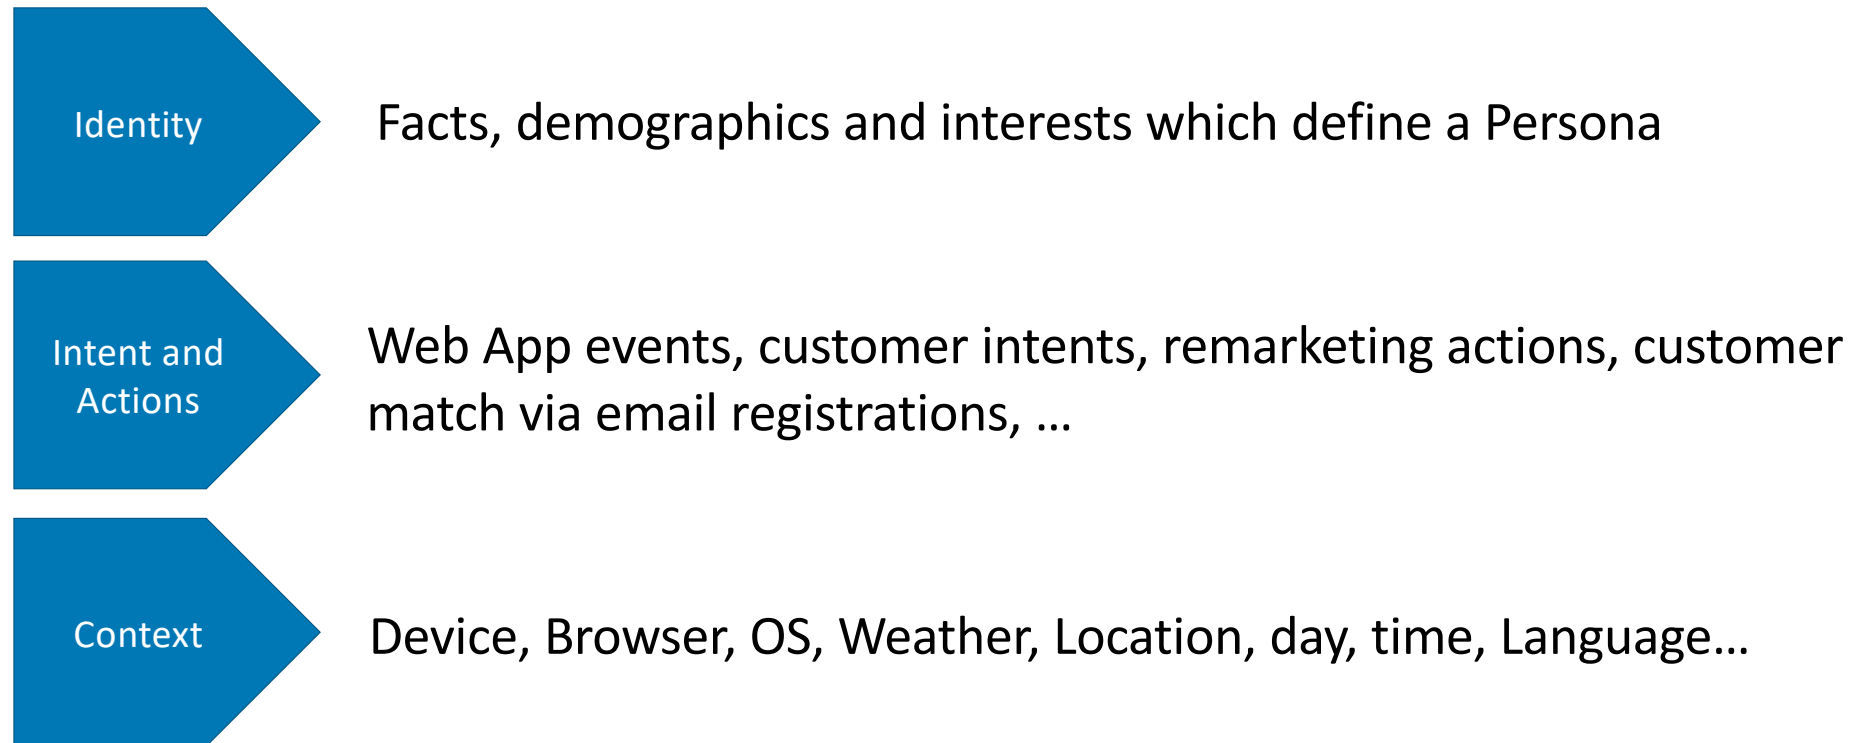 Identity
Facts, demographics and interests which define a Persona
Intent and
Actions
Web App events, customer intents, remarketing actions, customer
match via email registrations, ...
Context
Device, Browser, OS, Weather, Location, day, time, Language...